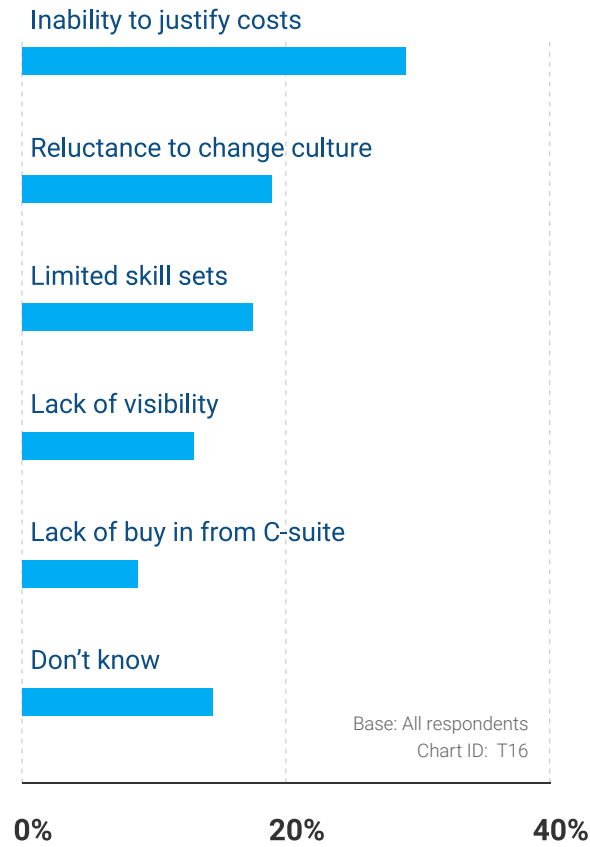 Inability to justify costs
Reluctance to change culture
Limited skill sets
Lack of visibility
Lack of buy in from C-suite
Don’t know
Base: All respondents
Chart ID: T16
0% 20% 40%